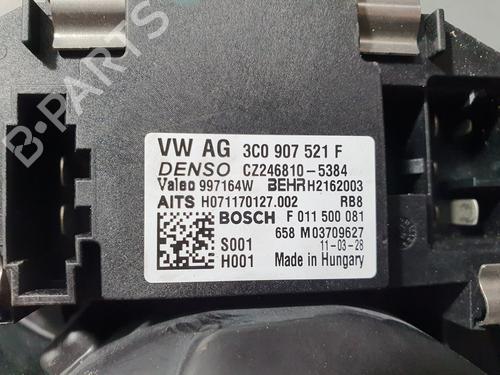 VW AG 3C0 907 521 F
DENSO CZ246810-5384
Valeo 997164W BEHR H2162003
AITS H071170127.002 RB8
BOSCH F 011 500 081
658 M03709627
S001 11-03-28
H001 Made in Hungary
B-PARTS